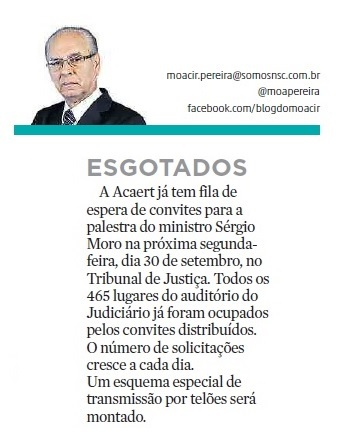 moacir.pereira@somosnsc.com.br
@moapereira
facebook.com/blogdomoacir
ESGOTADOS
A Acaert já tem fila de
espera de convites para a
palestra do ministro Sérgio
Moro na próxima segunda-
feira, dia 30 de setembro, no
Tribunal de Justiça. Todos os
465 lugares do auditório do
Judiciário já foram ocupados
pelos convites distribuídos.
O número de solicitações
cresce a cada dia.
Um esquema especial de
transmissão por telões será
montado.